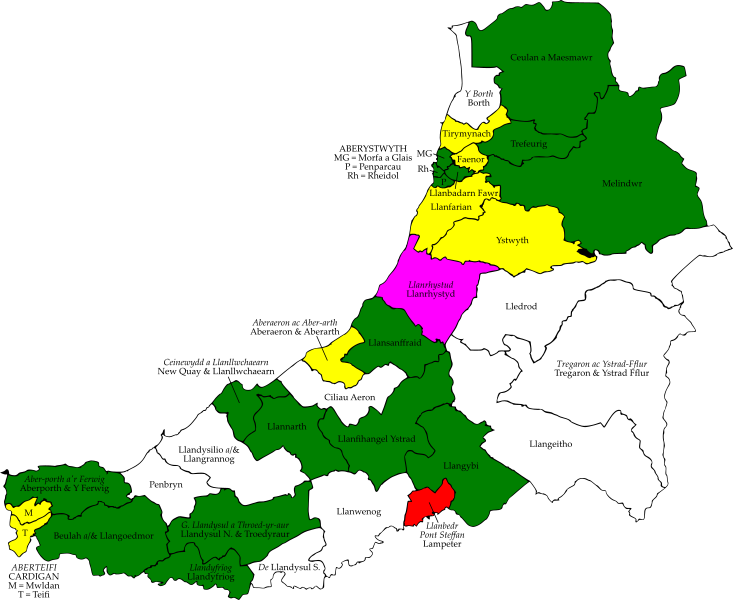 Ceulan a Maesmawr
Y Borth
Borth
Tirymynach
Trefeurig
ABERYSTWYTH
MG = Morfa a Glais
P = Penparcau
Rh = Rheidol
MG
Rh
P
Faenor
Melindwr
Llanbadarn Fawr
Llanfarian
Ystwyth
Llanrhystud
Llanrhystyd
Lledrod
Aberaeron ac Aber-arth
Aberaeron & Aberarth
Llansanffraid
Ceinewydd a Llanllwchaearn
New Quay & Llanllwchaearn
Tregaron ac Ystrad-Fflur
Tregaron & Ystrad Fflur
Ciliau Aeron
Llannarth
Llanfihangel Ystrad
Llangeitho
Llandysilio a/&
Llangrannog
Llangybi
Aber-porth a'r Ferwig
Aberporth & Y Ferwig
Penbryn
M
T
Llanwenog
Llanbedr
Pont Steffan
Lampeter
G. Llandysul a Throed-yr-aur
Llandysul N. & Troedyraur
Beulah a/& Llangoedmor
ABERTEIFI
CARDIGAN
M = Mwldan
T = Teifi
Llandyfriog
Llandyfriog
De Llandysul S.